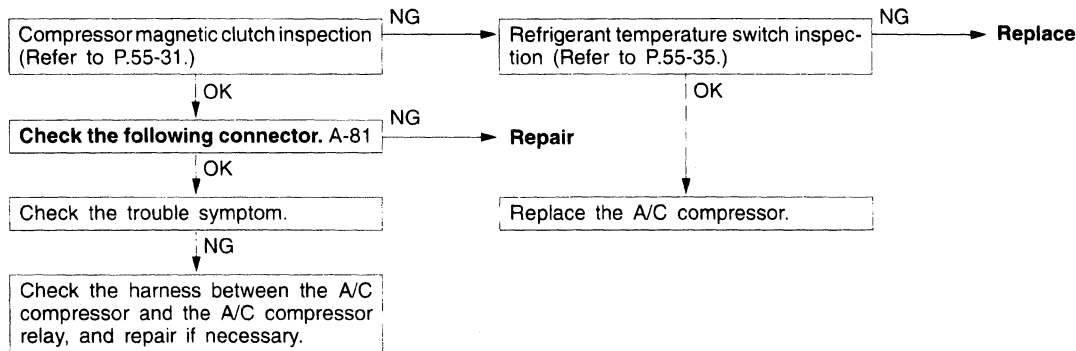 Compressor magnetic clutch inspection
(Refer to P.55-31.)
NG
Refrigerant temperature switch inspec-
tion (Refer to P.55-35.)
NG
Replace
OK
OK
Check the following connector. A-81
NG
Repair
OK
Check the trouble symptom.
Replace the A/C compressor.
NG
Check the harness between the A/C
compressor and the A/C compressor
relay, and repair if necessary.